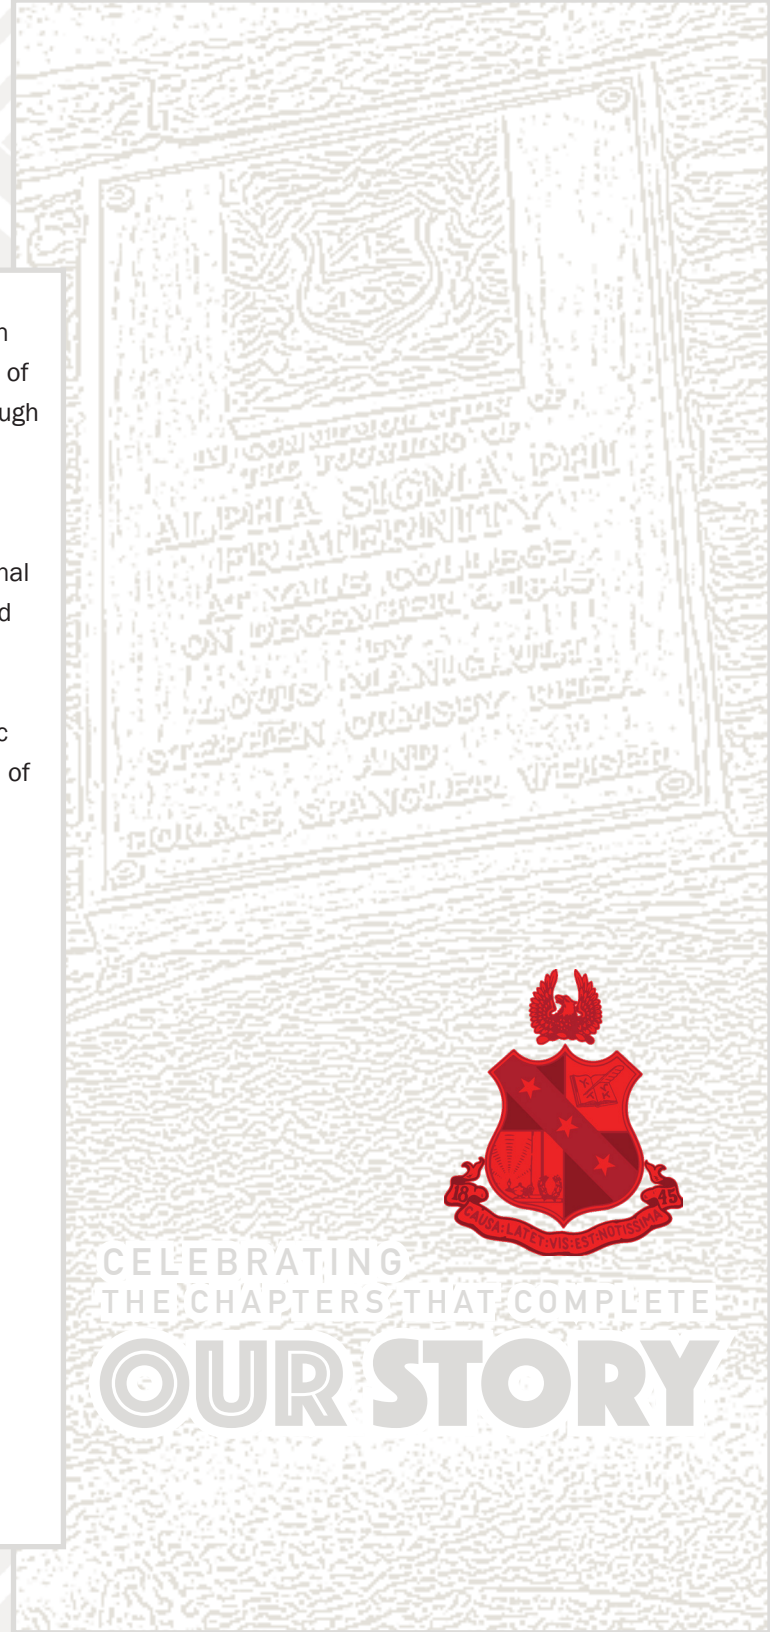 n
of
ugh
nal
d
c
of
IN COMMEMORATION OF
THE FOUNDING OF
ALPHA SIGMA PHI
FRATERNITY
AT YALE COLLEGE
ON DECEMBER 6, 1845
BY
LOUIS MANIGAULT
STEPHEN ORMSBY RHEA
AND
HORACE SPANGLER WEISER
18 45
CAUSA:LATET:VIS:EST:NOTISSIMA
CELEBRATING
THE CHAPTERS THAT COMPLETE
OUR STORY